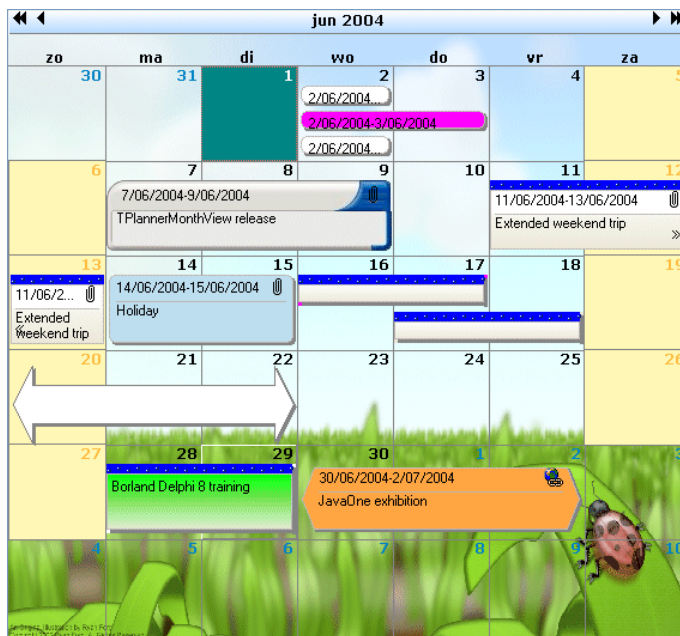 jun 2004
zo ma di wo do vr za
30 31 1 2 3 4 5
2/06/2004...
2/06/2004-3/06/2004
2/06/2004...
6 7 8 9 10 11 12
7/06/2004-9/06/2004
TPlannerMonthView release
11/06/2004-13/06/2004
Extended weekend trip
13 14 15 16 17 18 19
11/06/2...
Extended
weekend trip
14/06/2004-15/06/2004
Holiday
20 21 22 23 24 25 26
27 28 29 30 1 2 3
Borland Delphi 8 training
30/06/2004-2/07/2004
JavaOne exhibition
4 5 6 7 8 9 10